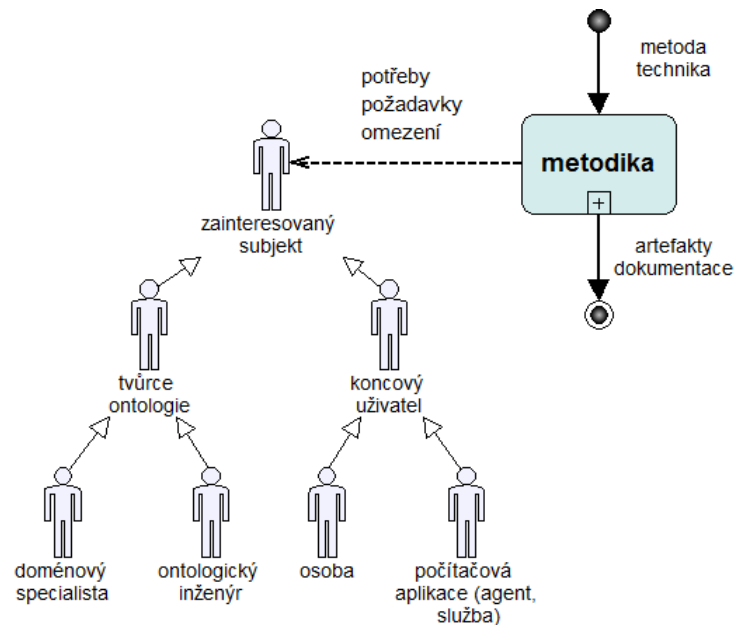 metoda
technika
potřeby
požadavky
omezení
metodika
+
zainteresovaný
subjekt
artefakty
dokumentace
tvůrce
ontologie
koncový
uživatel
doménový
specialista
ontologický
inženýr
osoba
počítačová
aplikace (agent,
služba)